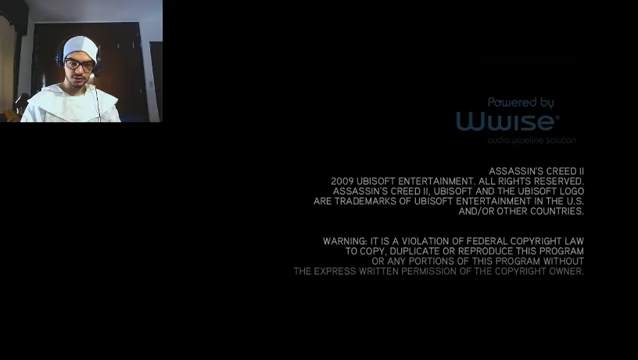 Powered by
wwise
audio pipeline solution
ASSASSIN'S CREED II
2009 UBISOFT ENTERTAINMENT. ALL RIGHTS RESERVED.
ASSASSIN'S CREED II, UBISOFT AND THE UBISOFT LOGO
ARE TRADEMARKS OF UBISOFT ENTERTAINMENT IN THE U.S.
AND/OR OTHER COUNTRIES.
WARNING: IT IS A VIOLATION OF FEDERAL COPYRIGHT LAW
TO COPY, DUPLICATE OR REPRODUCE THIS PROGRAM
OR ANY PORTIONS OF THIS PROGRAM WITHOUT
THE EXPRESS WRITTEN PERMISSION OF THE COPYRIGHT OWNER.